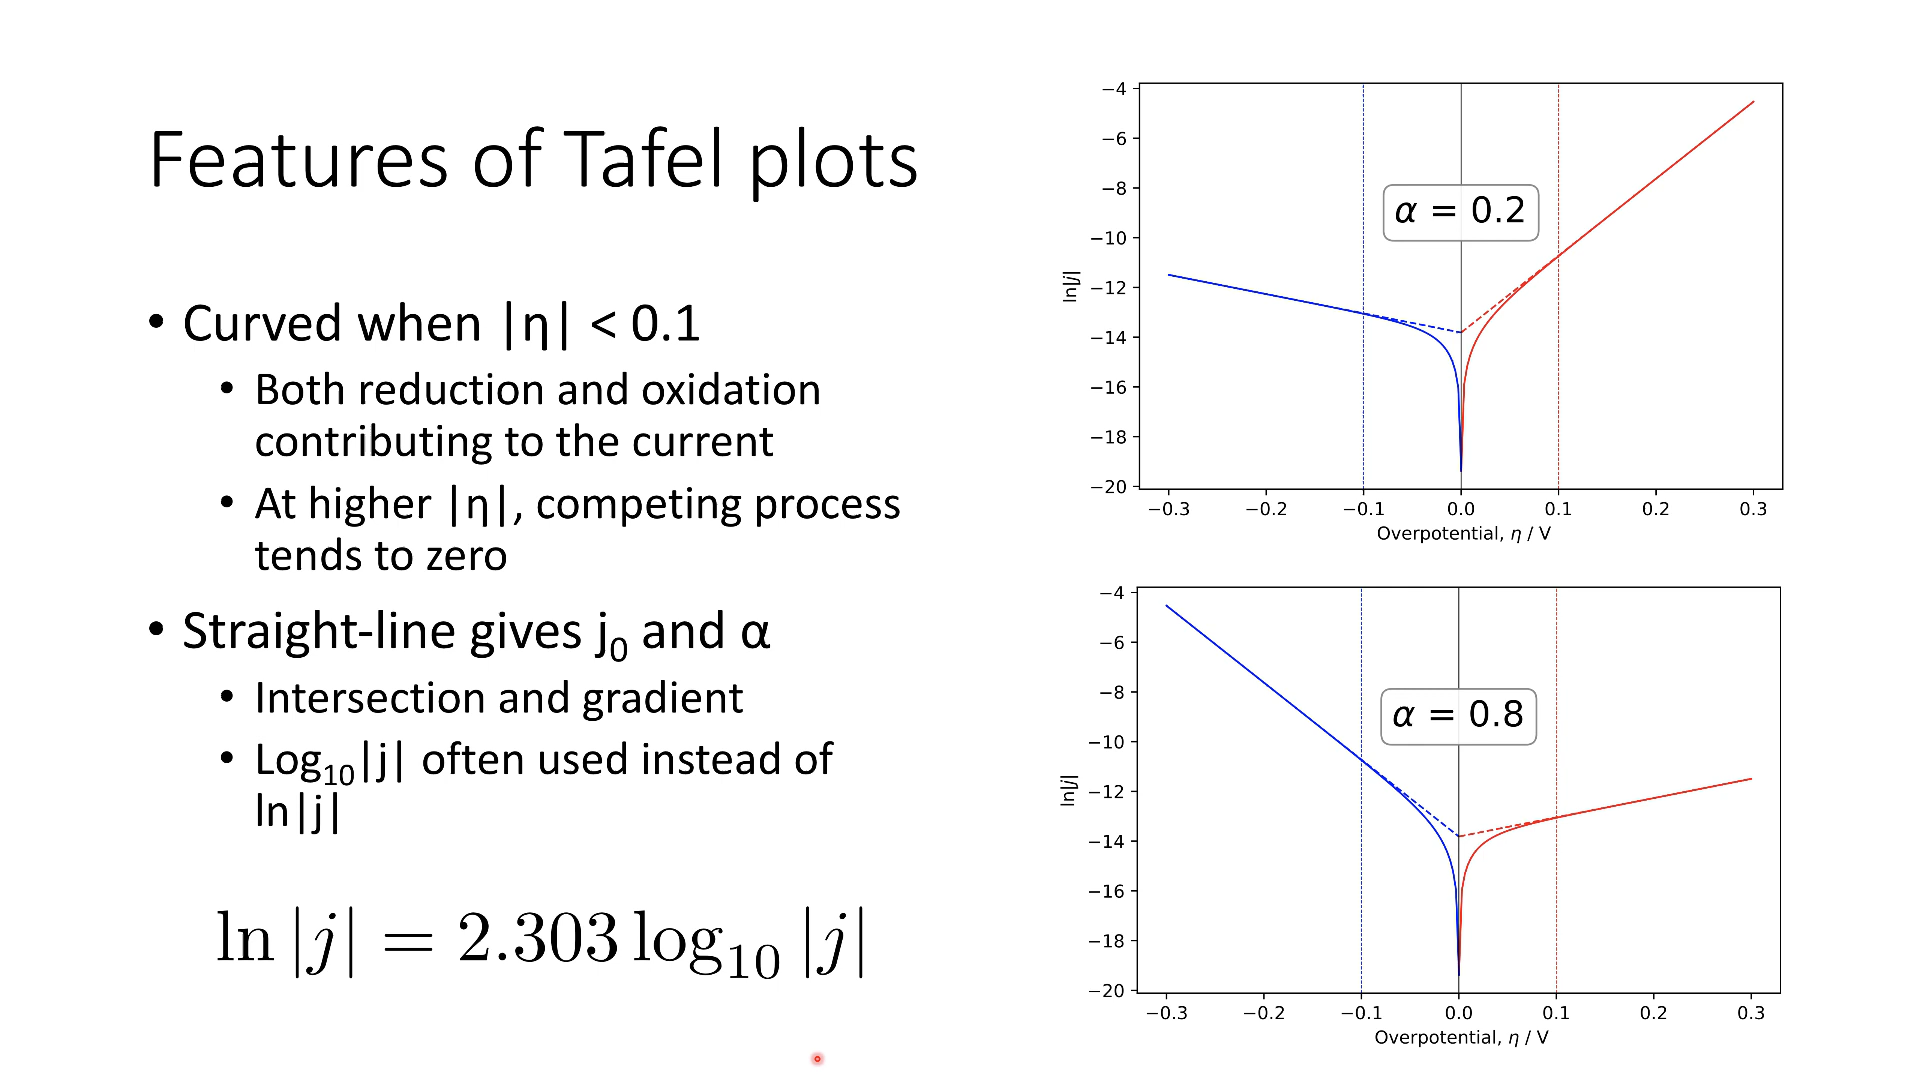 Features of Tafel plots
• Curved when |η| < 0.1
• Both reduction and oxidation
contributing to the current
• At higher |η|, competing process
tends to zero
• Straight-line gives j₀ and α
• Intersection and gradient
• Log₁₀|j| often used instead of
ln|j|
ln |j| = 2.303 log₁₀ |j|
−4
−6
−8
−10
−12
−14
−16
−18
−20
ln|j|
α = 0.2
−0.3 −0.2 −0.1 0.0 0.1 0.2 0.3
Overpotential, η / V
−4
−6
−8
−10
−12
−14
−16
−18
−20
ln|j|
α = 0.8
−0.3 −0.2 −0.1 0.0 0.1 0.2 0.3
Overpotential, η / V